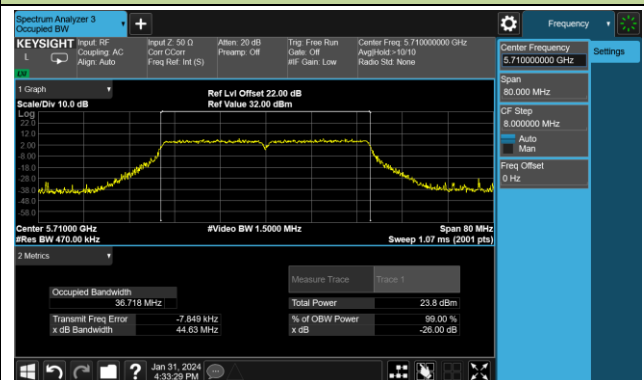 Spectrum Analyzer 3
Occupied BW
Frequency
KEYSIGHT
L
Input: RF
Coupling: AC
Align: Auto
Input Z: 50 Ω
Corr CCorr
Freq Ref: Int (S)
Atten: 20 dB
Preamp: Off
Trig: Free Run
Gate: Off
#IF Gain: Low
Center Freq: 5.710000000 GHz
Avg|Hold:>10/10
Radio Std: None
Center Frequency
5.710000000 GHz
Settings
Span
80.000 MHz
CF Step
8.000000 MHz
Auto
Man
Freq Offset
0 Hz
1 Graph
Scale/Div 10.0 dB
Ref Lvl Offset 22.00 dB
Ref Value 32.00 dBm
Log
22.0
12.0
2.00
-8.00
-18.0
-28.0
-38.0
-48.0
-58.0
Center 5.71000 GHz
#Res BW 470.00 kHz
#Video BW 1.5000 MHz
Span 80 MHz
Sweep 1.07 ms (2001 pts)
2 Metrics
Measure Trace
Trace 1
Occupied Bandwidth
36.718 MHz
Total Power
23.8 dBm
Transmit Freq Error
-7.849 kHz
% of OBW Power
99.00 %
x dB Bandwidth
44.63 MHz
x dB
-26.00 dB
?
Jan 31, 2024
4:33:29 PM